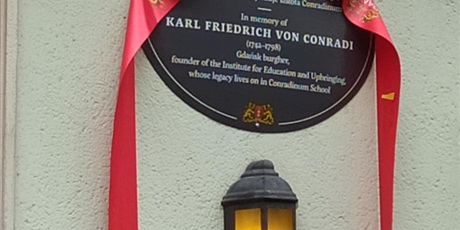 Conradinum
In memory of
KARL FRIEDRICH VON CONRADI
(1742–1798)
Gdańsk burgher,
founder of the Institute for Education and Upbringing,
whose legacy lives on in Conradinum School